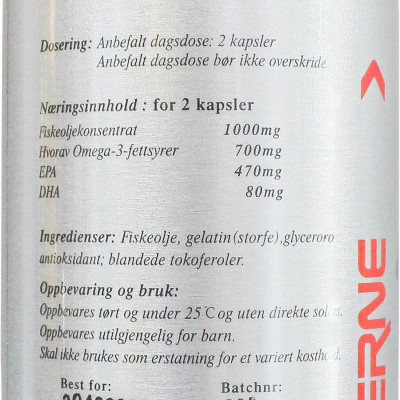 Dosering: Anbefalt dagsdose: 2 kapsler
Anbefalt dagsdose bør ikke overskride
Næringsinnhold : for 2 kapsler
Fiskeoljekonsentrat 1000mg
Hvorav Omega-3-fettsyrer 700mg
EPA 470mg
DHA 80mg
Ingredienser: Fiskeolje, gelatin(storfe),glyceroro
antioksidant; blandede tokoferoler.
Oppbevaring og bruk:
Oppbevares tørt og under 25℃ og uten direkte sollys.
Oppbevares utilgjengelig for barn.
Skal ikke brukes som erstatning for et variert kosthold.
Best for: Batchnr:
ERNE